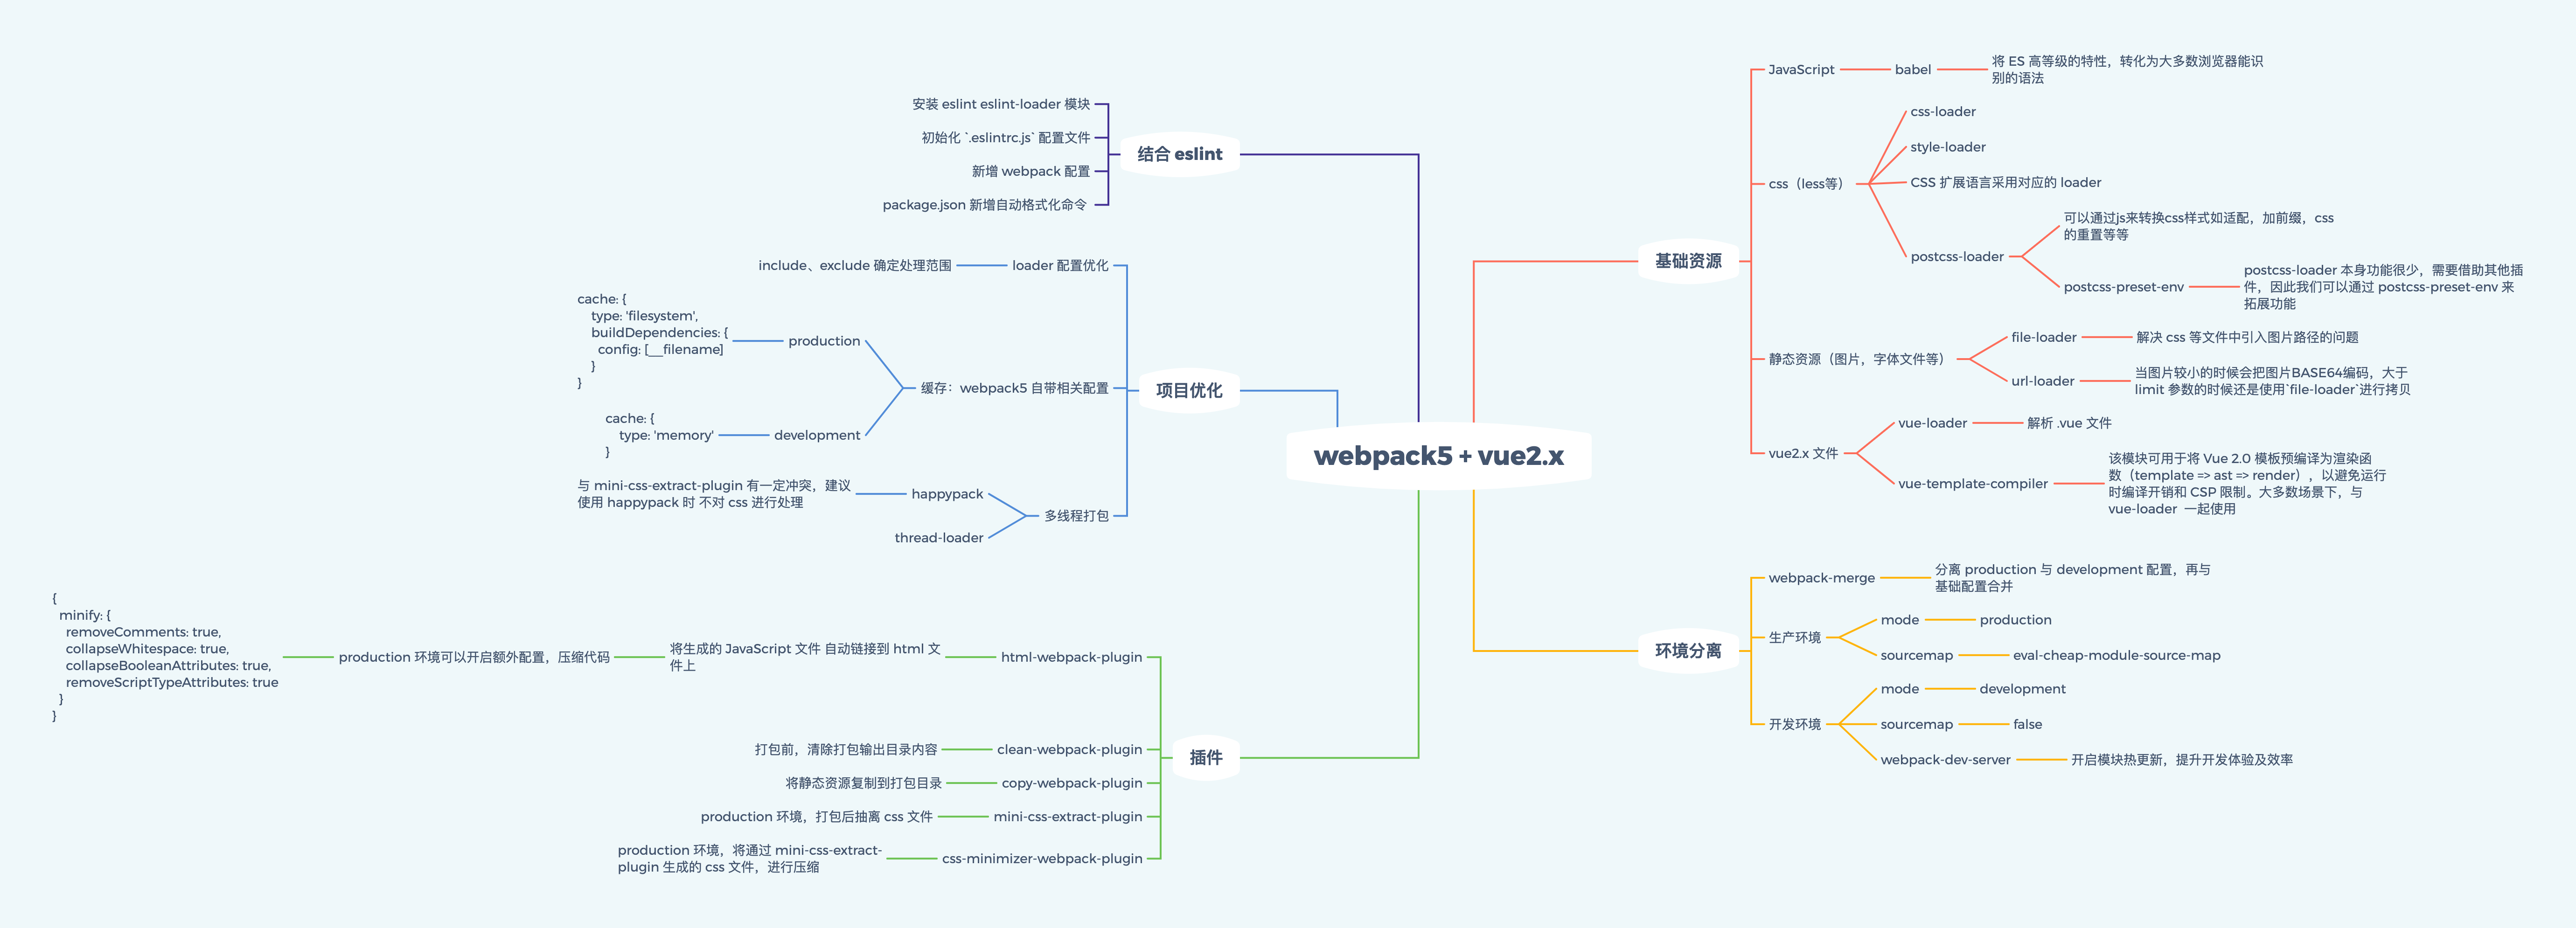 webpack5 + vue2.x
基础资源
JavaScript
babel
将 ES 高等级的特性，转化为大多数浏览器能识
别的语法
css（less等）
css-loader
style-loader
CSS 扩展语言采用对应的 loader
postcss-loader
可以通过js来转换css样式如适配，加前缀，css
的重置等等
postcss-preset-env
postcss-loader 本身功能很少，需要借助其他插
件，因此我们可以通过 postcss-preset-env 来
拓展功能
静态资源（图片，字体文件等）
file-loader
解决 css 等文件中引入图片路径的问题
url-loader
当图片较小的时候会把图片BASE64编码，大于
limit 参数的时候还是使用`file-loader`进行拷贝
vue2.x 文件
vue-loader
解析 .vue 文件
vue-template-compiler
该模块可用于将 Vue 2.0 模板预编译为渲染函
数（template => ast => render），以避免运行
时编译开销和 CSP 限制。大多数场景下，与
vue-loader 一起使用
环境分离
webpack-merge
分离 production 与 development 配置，再与
基础配置合并
生产环境
mode
production
sourcemap
eval-cheap-module-source-map
开发环境
mode
development
sourcemap
false
webpack-dev-server
开启模块热更新，提升开发体验及效率
结合 eslint
安装 eslint eslint-loader 模块
初始化 `.eslintrc.js` 配置文件
新增 webpack 配置
package.json 新增自动格式化命令
项目优化
loader 配置优化
include、exclude 确定处理范围
缓存：webpack5 自带相关配置
production
cache: {
type: 'filesystem',
buildDependencies: {
config: [__filename]
}
}
development
cache: {
type: 'memory'
}
多线程打包
happypack
与 mini-css-extract-plugin 有一定冲突，建议
使用 happypack 时 不对 css 进行处理
thread-loader
插件
html-webpack-plugin
将生成的 JavaScript 文件 自动链接到 html 文
件上
production 环境可以开启额外配置，压缩代码
{
minify: {
removeComments: true,
collapseWhitespace: true,
collapseBooleanAttributes: true,
removeScriptTypeAttributes: true
}
}
clean-webpack-plugin
打包前，清除打包输出目录内容
copy-webpack-plugin
将静态资源复制到打包目录
mini-css-extract-plugin
production 环境，打包后抽离 css 文件
css-minimizer-webpack-plugin
production 环境，将通过 mini-css-extract-
plugin 生成的 css 文件，进行压缩